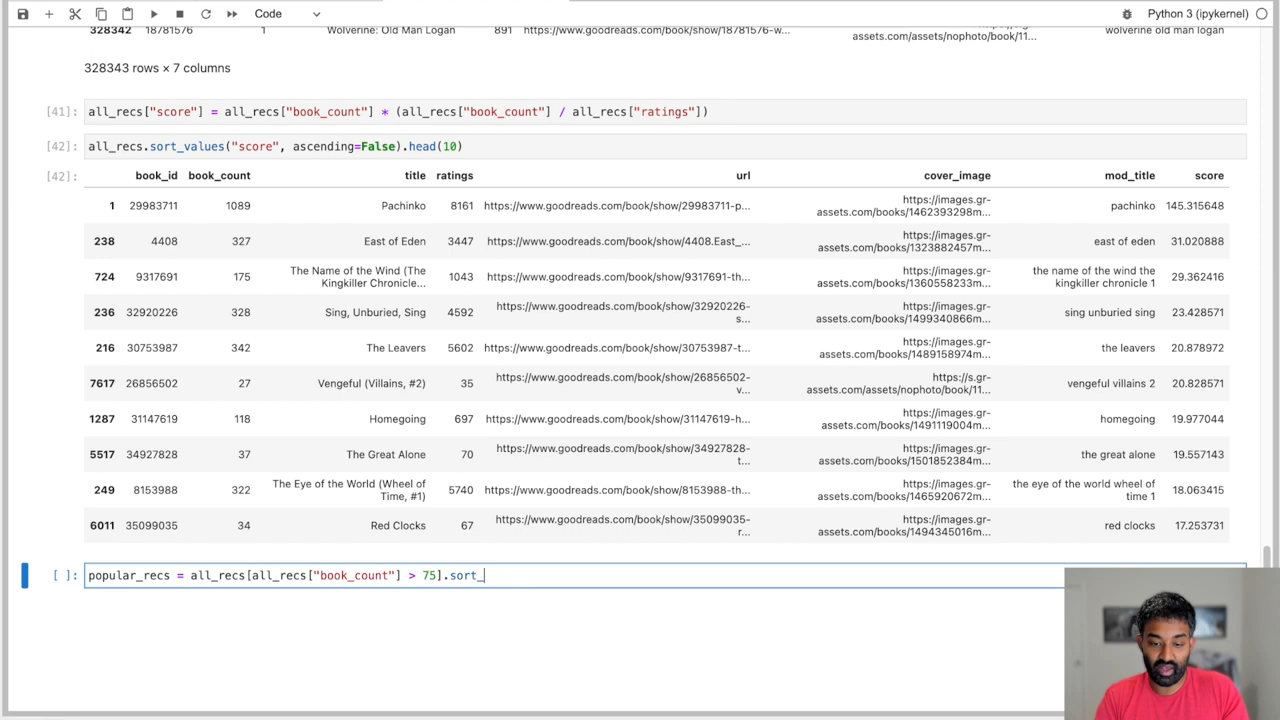 Code
Python 3 (ipykernel)
328342 18781576 1 Wolverine: Old Man Logan 891 https://www.goodreads.com/book/show/18781576-w... assets.com/assets/nophoto/book/11... wolverine old man logan
328343 rows × 7 columns
[41]: all_recs["score"] = all_recs["book_count"] * (all_recs["book_count"] / all_recs["ratings"])
[42]: all_recs.sort_values("score", ascending=False).head(10)
[42]: book_id book_count title ratings url cover_image mod_title score
1 29983711 1089 Pachinko 8161 https://www.goodreads.com/book/show/29983711-p... https://images.gr-assets.com/books/1462393298m... pachinko 145.315648
238 4408 327 East of Eden 3447 https://www.goodreads.com/book/show/4408.East_... https://images.gr-assets.com/books/1323882457m... east of eden 31.020888
724 9317691 175 The Name of the Wind (The Kingkiller Chronicle... 1043 https://www.goodreads.com/book/show/9317691-th... https://images.gr-assets.com/books/1360558233m... the name of the wind the kingkiller chronicle 1 29.362416
236 32920226 328 Sing, Unburied, Sing 4592 https://www.goodreads.com/book/show/32920226-s... https://images.gr-assets.com/books/1499340866m... sing unburied sing 23.428571
216 30753987 342 The Leavers 5602 https://www.goodreads.com/book/show/30753987-t... https://images.gr-assets.com/books/1489158974m... the leavers 20.878972
7617 26856502 27 Vengeful (Villains, #2) 35 https://www.goodreads.com/book/show/26856502-v... https://s.gr-assets.com/assets/nophoto/book/11... vengeful villains 2 20.828571
1287 31147619 118 Homegoing 697 https://www.goodreads.com/book/show/31147619-h... https://images.gr-assets.com/books/1491119004m... homegoing 19.977044
5517 34927828 37 The Great Alone 70 https://www.goodreads.com/book/show/34927828-t... https://images.gr-assets.com/books/1501852384m... the great alone 19.557143
249 8153988 322 The Eye of the World (Wheel of Time, #1) 5740 https://www.goodreads.com/book/show/8153988-th... https://images.gr-assets.com/books/1465920672m... the eye of the world wheel of time 1 18.063415
6011 35099035 34 Red Clocks 67 https://www.goodreads.com/book/show/35099035-r... https://images.gr-assets.com/books/1494345016m... red clocks 17.253731
[ ]: popular_recs = all_recs[all_recs["book_count"] > 75].sort_